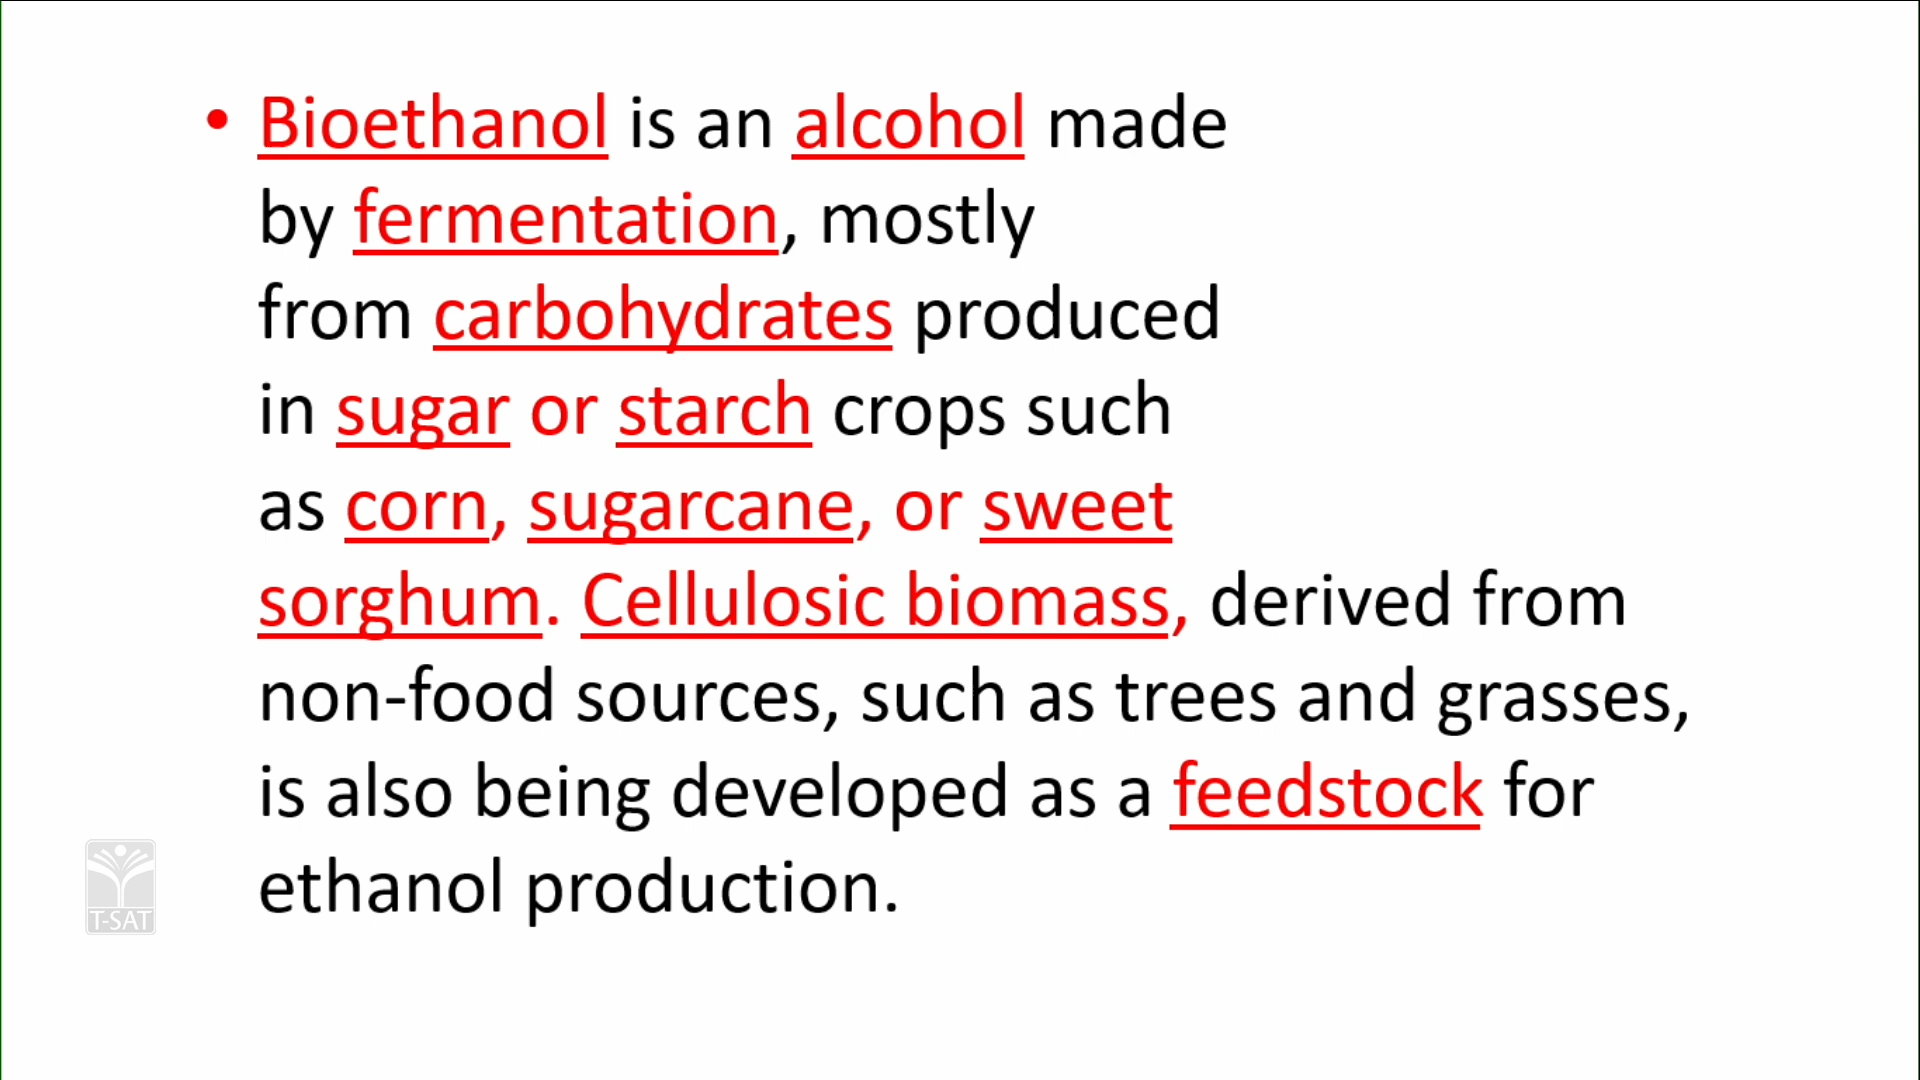 • Bioethanol is an alcohol made
by fermentation, mostly
from carbohydrates produced
in sugar or starch crops such
as corn, sugarcane, or sweet
sorghum. Cellulosic biomass, derived from
non-food sources, such as trees and grasses,
is also being developed as a feedstock for
ethanol production.
T-SAT